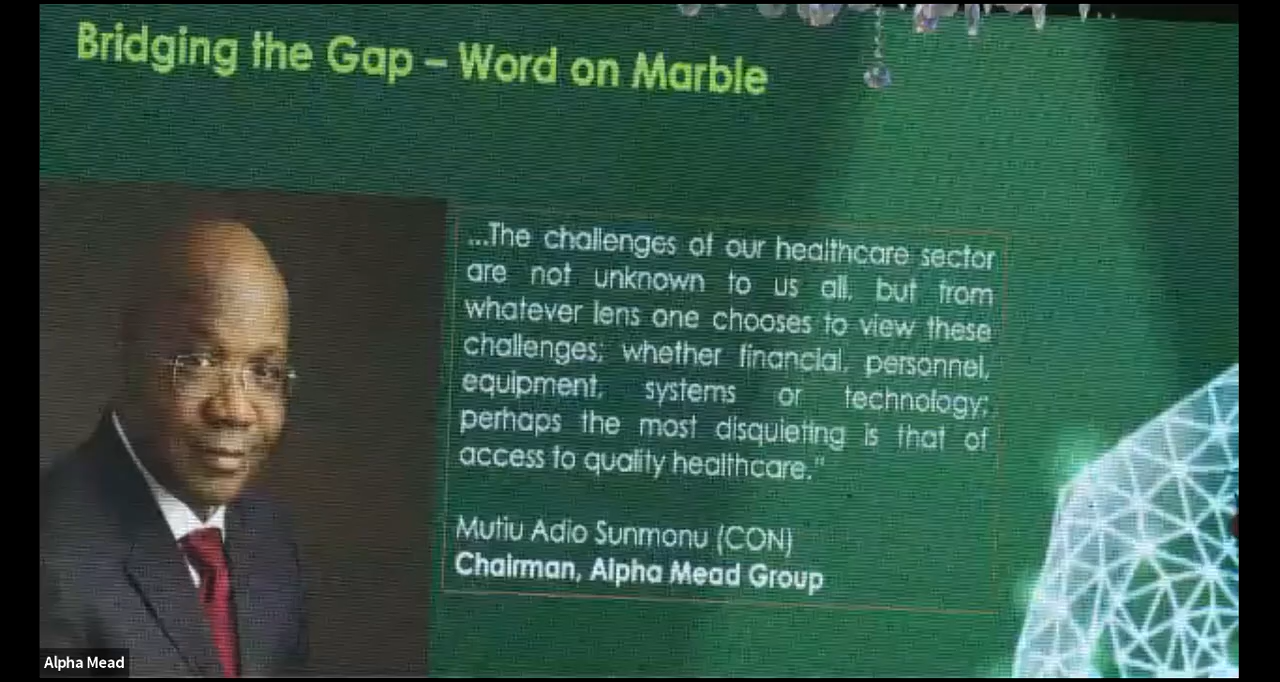 Bridging the Gap – Word on Marble
...The challenges of our healthcare sector
are not unknown to us all, but from
whatever lens one chooses to view these
challenges; whether financial, personnel,
equipment, systems or technology;
perhaps the most disquieting is that of
access to quality healthcare."
Mutiu Adio Sunmonu (CON)
Chairman, Alpha Mead Group
Alpha Mead